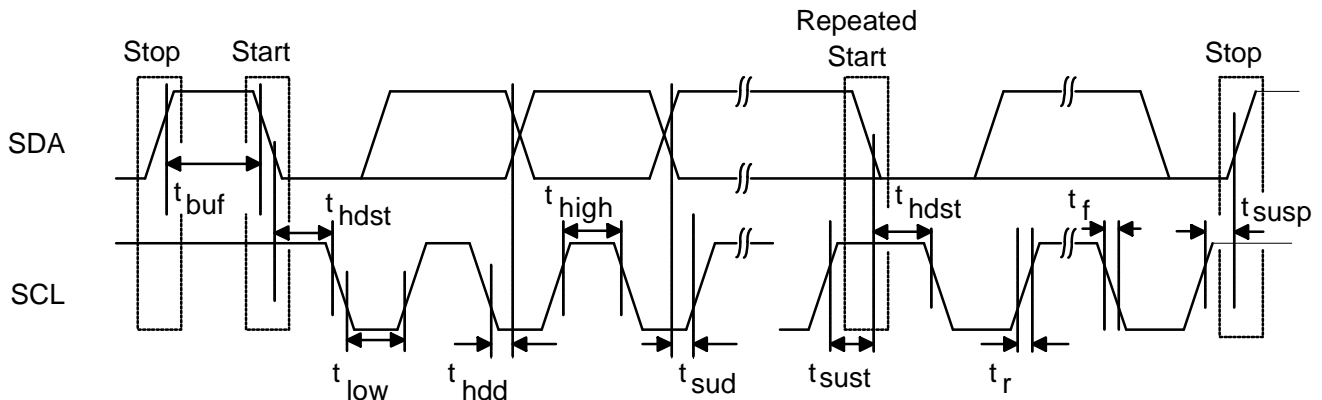 Repeated
Stop Start Start Stop
SDA
t buf
t hdst
t high
t hdst
t f
t susp
SCL
t low
t hdd
t sud
t sust
t r